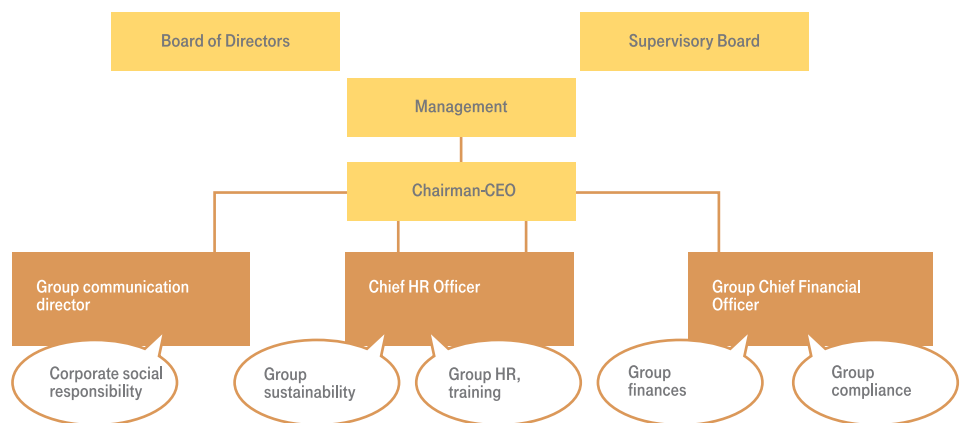 Board of Directors
Supervisory Board
Management
Chairman-CEO
Group communication
director
Chief HR Officer
Group Chief Financial
Officer
Corporate social
responsibility
Group
sustainability
Group HR,
training
Group
finances
Group
compliance